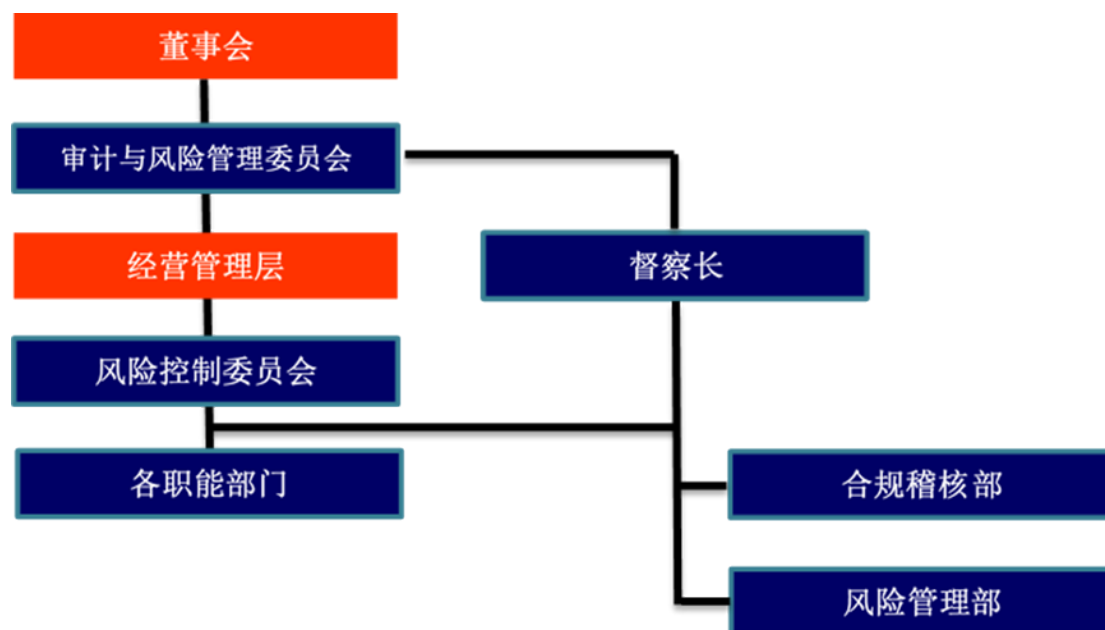 董事会
审计与风险管理委员会
经营管理层
督察长
风险控制委员会
各职能部门
合规稽核部
风险管理部